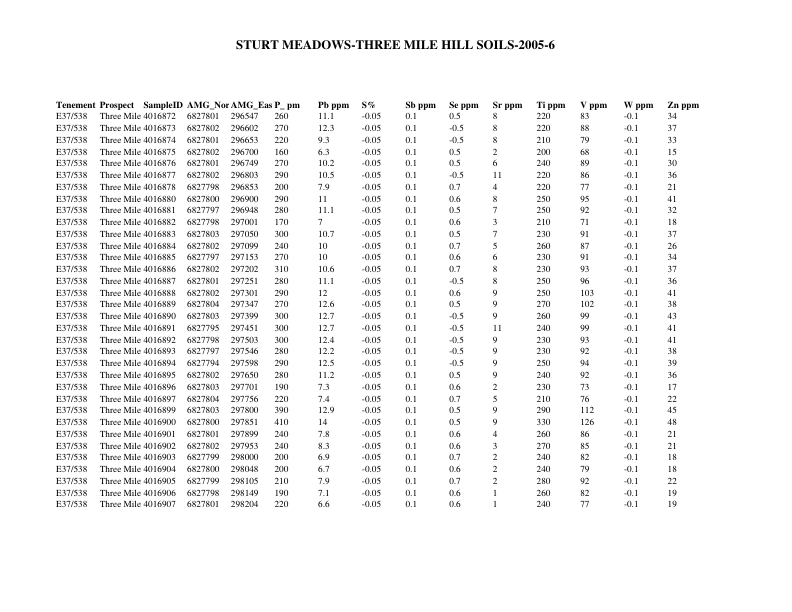 STURT MEADOWS-THREE MILE HILL SOILS-2005-6
Tenement Prospect SampleID AMG_Nor AMG_Eas P_ pm Pb ppm S% Sb ppm Se ppm Sr ppm Ti ppm V ppm W ppm Zn ppm
E37/538 Three Mile 4016872 6827801 296547 260 11.1 -0.05 0.1 0.5 8 220 83 -0.1 34
E37/538 Three Mile 4016873 6827802 296602 270 12.3 -0.05 0.1 -0.5 8 220 88 -0.1 37
E37/538 Three Mile 4016874 6827801 296653 220 9.3 -0.05 0.1 -0.5 8 210 79 -0.1 33
E37/538 Three Mile 4016875 6827802 296700 160 6.3 -0.05 0.1 0.5 2 200 68 -0.1 15
E37/538 Three Mile 4016876 6827801 296749 270 10.2 -0.05 0.1 0.5 6 240 89 -0.1 30
E37/538 Three Mile 4016877 6827802 296803 290 10.5 -0.05 0.1 -0.5 11 220 86 -0.1 36
E37/538 Three Mile 4016878 6827798 296853 200 7.9 -0.05 0.1 0.7 4 220 77 -0.1 21
E37/538 Three Mile 4016880 6827800 296900 290 11 -0.05 0.1 0.6 8 250 95 -0.1 41
E37/538 Three Mile 4016881 6827797 296948 280 11.1 -0.05 0.1 0.5 7 250 92 -0.1 32
E37/538 Three Mile 4016882 6827798 297001 170 7 -0.05 0.1 0.6 3 210 71 -0.1 18
E37/538 Three Mile 4016883 6827803 297050 300 10.7 -0.05 0.1 0.5 7 230 91 -0.1 37
E37/538 Three Mile 4016884 6827802 297099 240 10 -0.05 0.1 0.7 5 260 87 -0.1 26
E37/538 Three Mile 4016885 6827797 297153 270 10 -0.05 0.1 0.6 6 230 91 -0.1 34
E37/538 Three Mile 4016886 6827802 297202 310 10.6 -0.05 0.1 0.7 8 230 93 -0.1 37
E37/538 Three Mile 4016887 6827801 297251 280 11.1 -0.05 0.1 -0.5 8 250 96 -0.1 36
E37/538 Three Mile 4016888 6827802 297301 290 12 -0.05 0.1 0.6 9 250 103 -0.1 41
E37/538 Three Mile 4016889 6827804 297347 270 12.6 -0.05 0.1 0.5 9 270 102 -0.1 38
E37/538 Three Mile 4016890 6827803 297399 300 12.7 -0.05 0.1 -0.5 9 260 99 -0.1 43
E37/538 Three Mile 4016891 6827795 297451 300 12.7 -0.05 0.1 -0.5 11 240 99 -0.1 41
E37/538 Three Mile 4016892 6827798 297503 300 12.4 -0.05 0.1 -0.5 9 230 93 -0.1 41
E37/538 Three Mile 4016893 6827797 297546 280 12.2 -0.05 0.1 -0.5 9 230 92 -0.1 38
E37/538 Three Mile 4016894 6827794 297598 290 12.5 -0.05 0.1 -0.5 9 250 94 -0.1 39
E37/538 Three Mile 4016895 6827802 297650 280 11.2 -0.05 0.1 0.5 9 240 92 -0.1 36
E37/538 Three Mile 4016896 6827803 297701 190 7.3 -0.05 0.1 0.6 2 230 73 -0.1 17
E37/538 Three Mile 4016897 6827804 297756 220 7.4 -0.05 0.1 0.7 5 210 76 -0.1 22
E37/538 Three Mile 4016899 6827803 297800 390 12.9 -0.05 0.1 0.5 9 290 112 -0.1 45
E37/538 Three Mile 4016900 6827800 297851 410 14 -0.05 0.1 0.5 9 330 126 -0.1 48
E37/538 Three Mile 4016901 6827801 297899 240 7.8 -0.05 0.1 0.6 4 260 86 -0.1 21
E37/538 Three Mile 4016902 6827802 297953 240 8.3 -0.05 0.1 0.6 3 270 85 -0.1 21
E37/538 Three Mile 4016903 6827799 298000 200 6.9 -0.05 0.1 0.7 2 240 82 -0.1 18
E37/538 Three Mile 4016904 6827800 298048 200 6.7 -0.05 0.1 0.6 2 240 79 -0.1 18
E37/538 Three Mile 4016905 6827799 298105 210 7.9 -0.05 0.1 0.7 2 280 92 -0.1 22
E37/538 Three Mile 4016906 6827798 298149 190 7.1 -0.05 0.1 0.6 1 260 82 -0.1 19
E37/538 Three Mile 4016907 6827801 298204 220 6.6 -0.05 0.1 0.6 1 240 77 -0.1 19